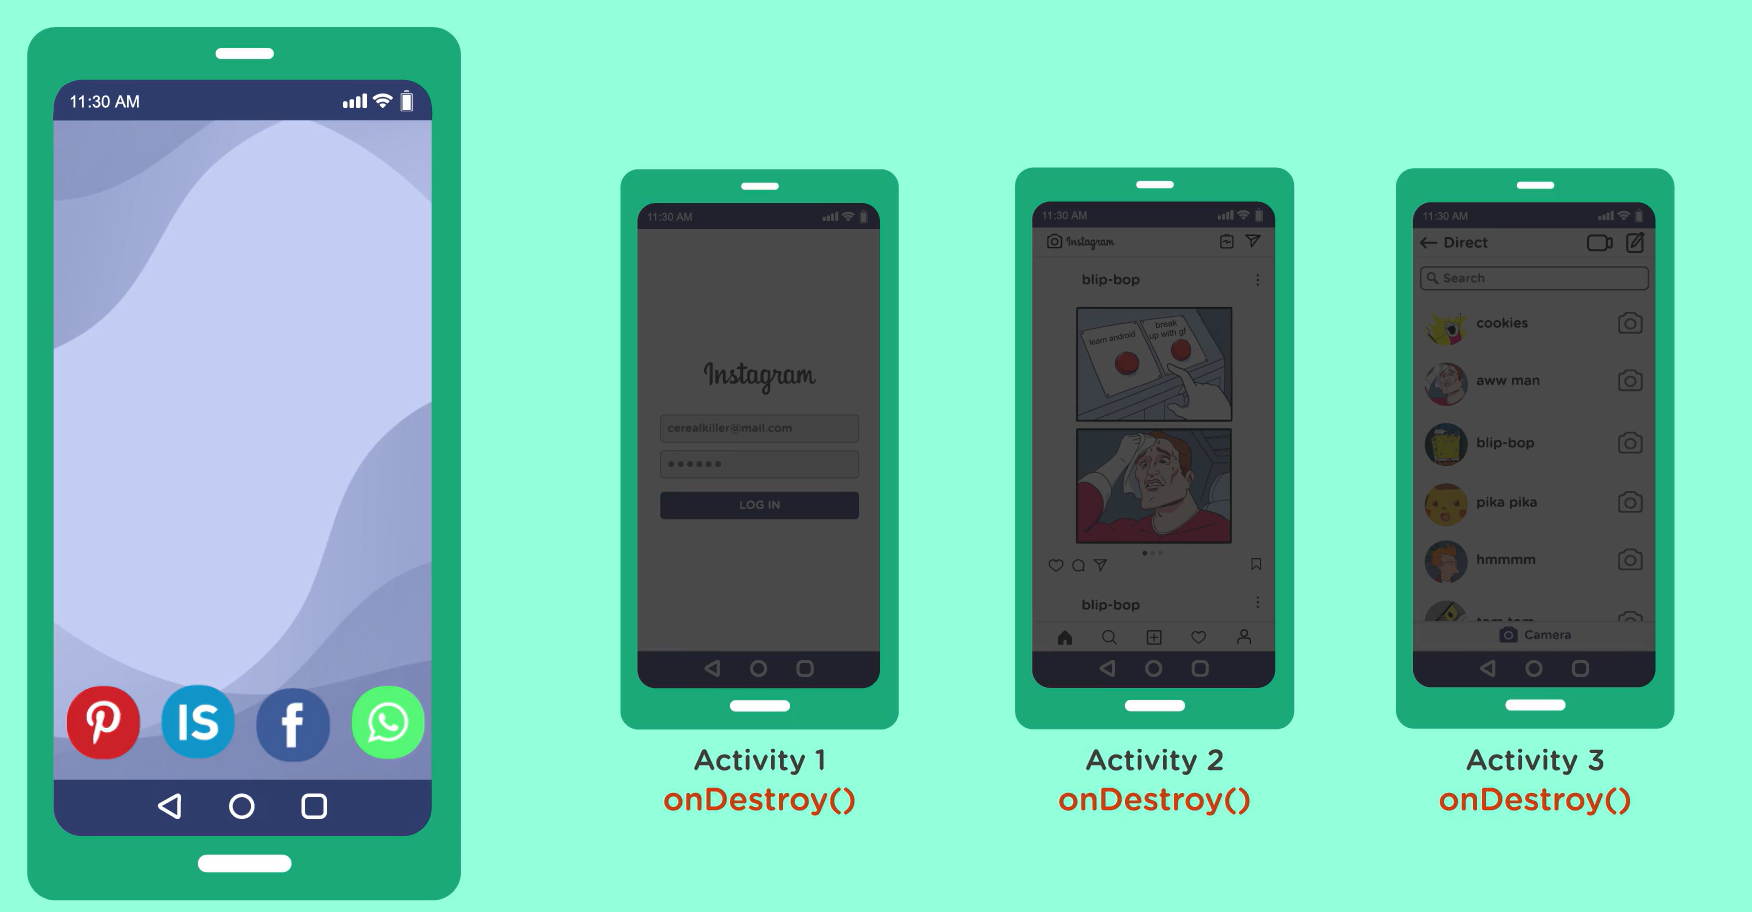 11:30 AM
IS
f
11:30 AM
Instagram
cerealkiller@mail.com
LOG IN
Activity 1
onDestroy()
11:30 AM
Instagram
blip-bop
learn android
break
up with gf
blip-bop
Activity 2
onDestroy()
11:30 AM
Direct
Search
cookies
aww man
blip-bop
pika pika
hmmmm
Camera
Activity 3
onDestroy()